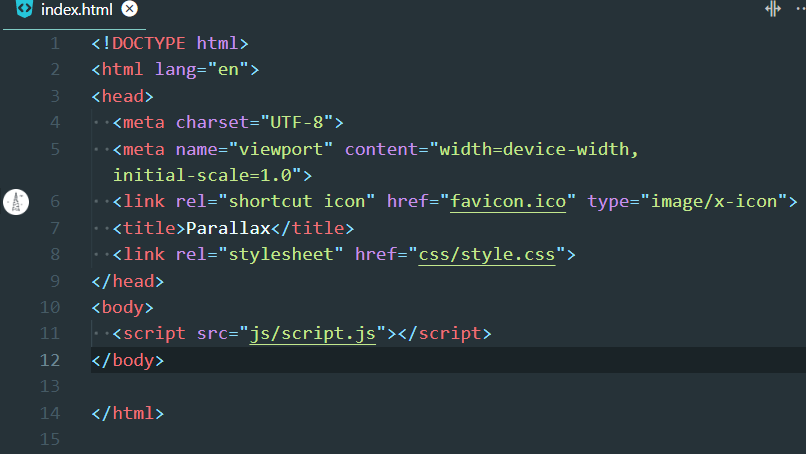 index.html
1 <!DOCTYPE html>
2 <html lang="en">
3 <head>
4   <meta charset="UTF-8">
5   <meta name="viewport" content="width=device-width,
initial-scale=1.0">
6   <link rel="shortcut icon" href="favicon.ico" type="image/x-icon">
7   <title>Parallax</title>
8   <link rel="stylesheet" href="css/style.css">
9 </head>
10 <body>
11   <script src="js/script.js"></script>
12 </body>
13
14 </html>
15